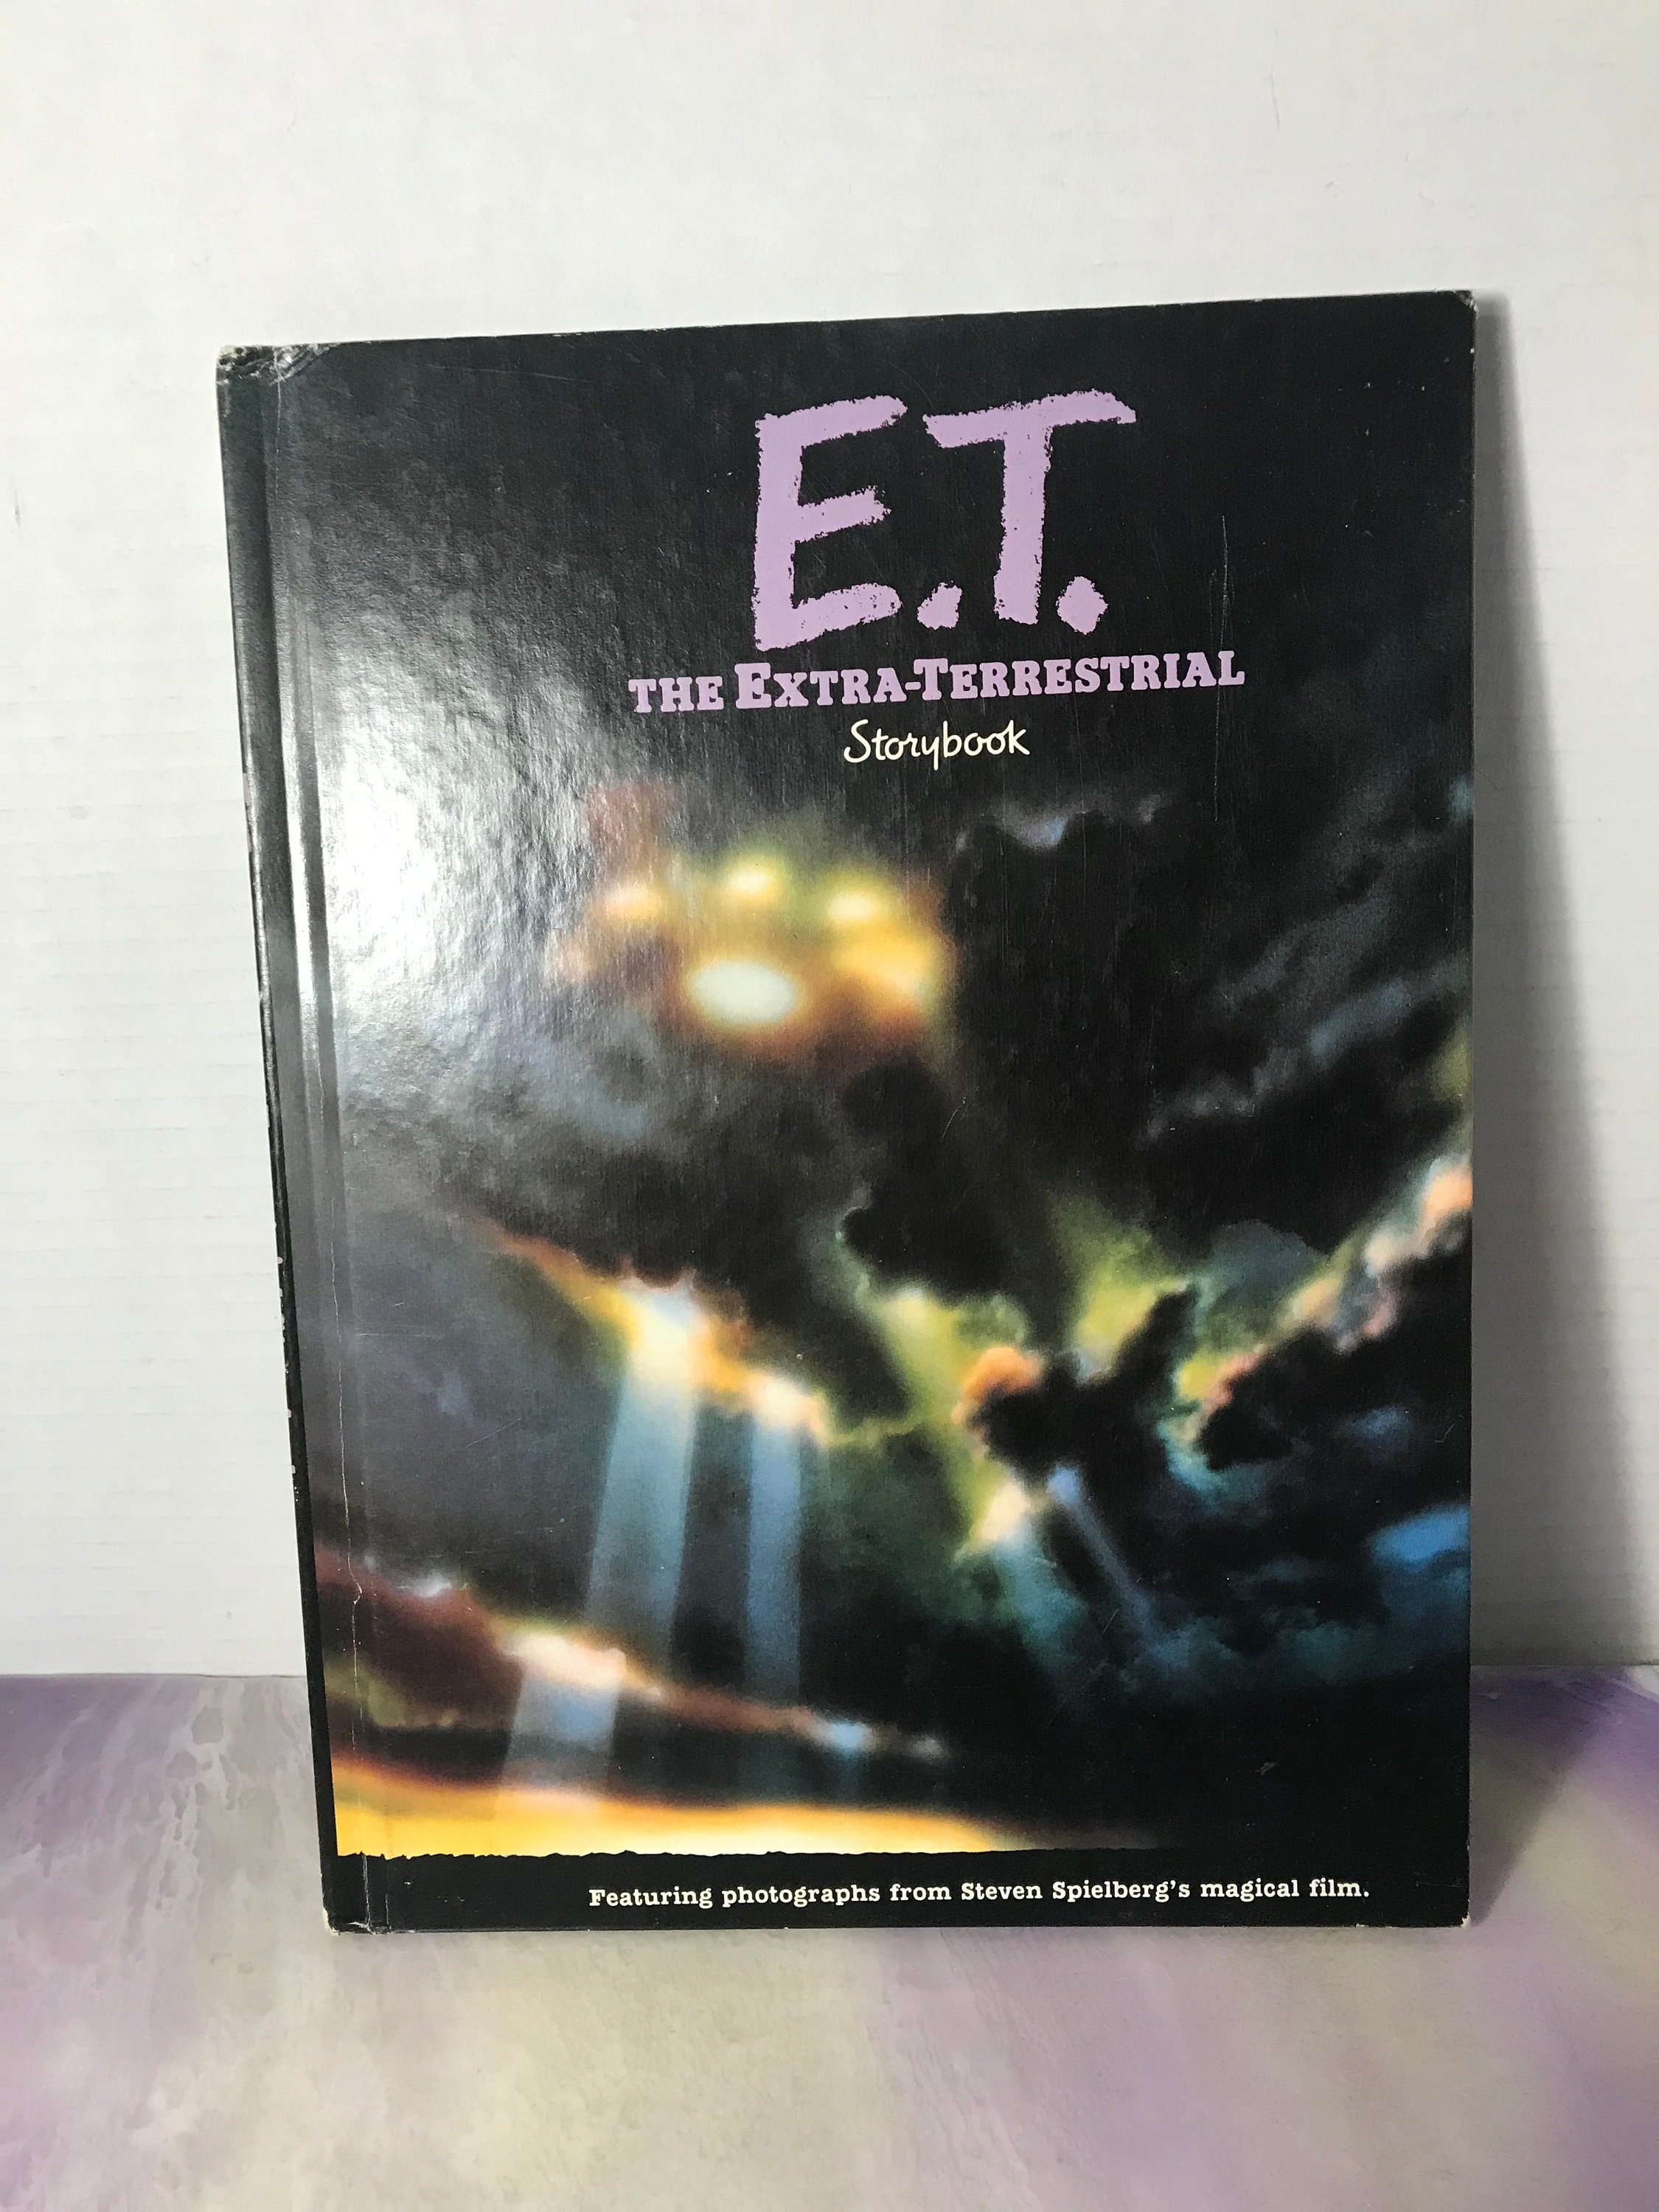 E.T.
THE EXTRA-TERRESTRIAL
Storybook
Featuring photographs from Steven Spielberg's magical film.